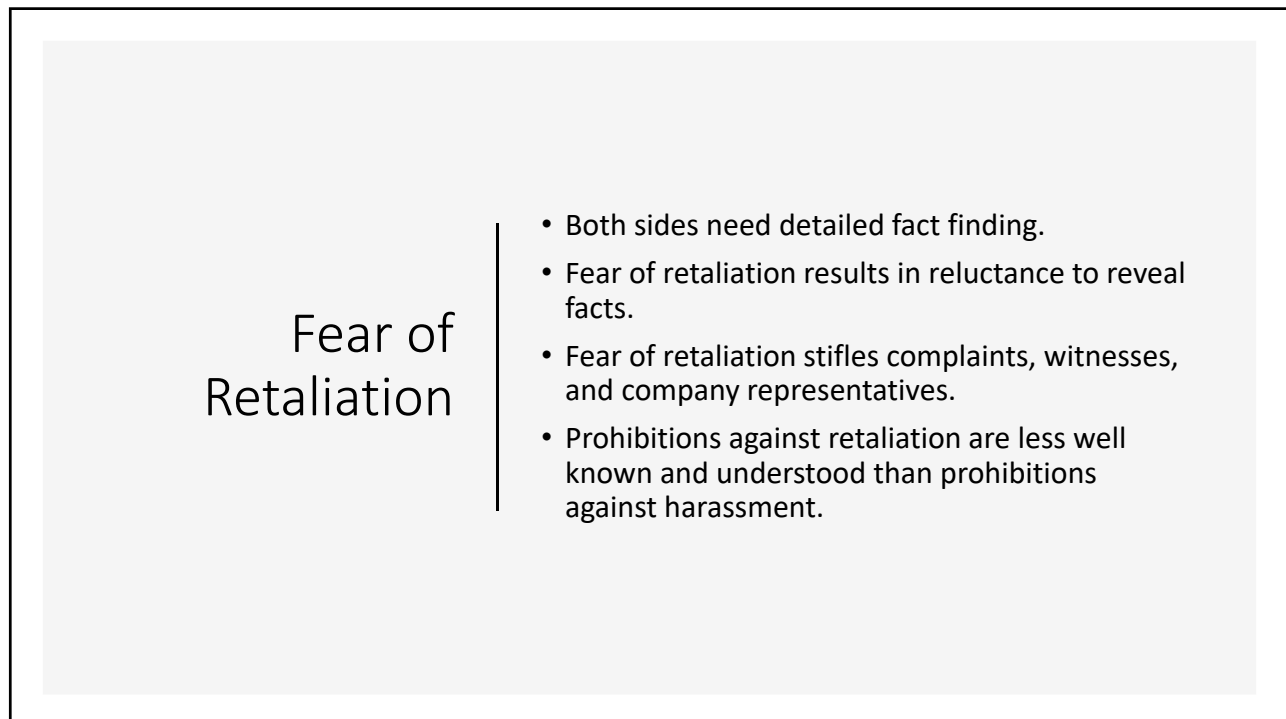 Fear of
Retaliation
• Both sides need detailed fact finding.
• Fear of retaliation results in reluctance to reveal
facts.
• Fear of retaliation stifles complaints, witnesses,
and company representatives.
• Prohibitions against retaliation are less well
known and understood than prohibitions
against harassment.